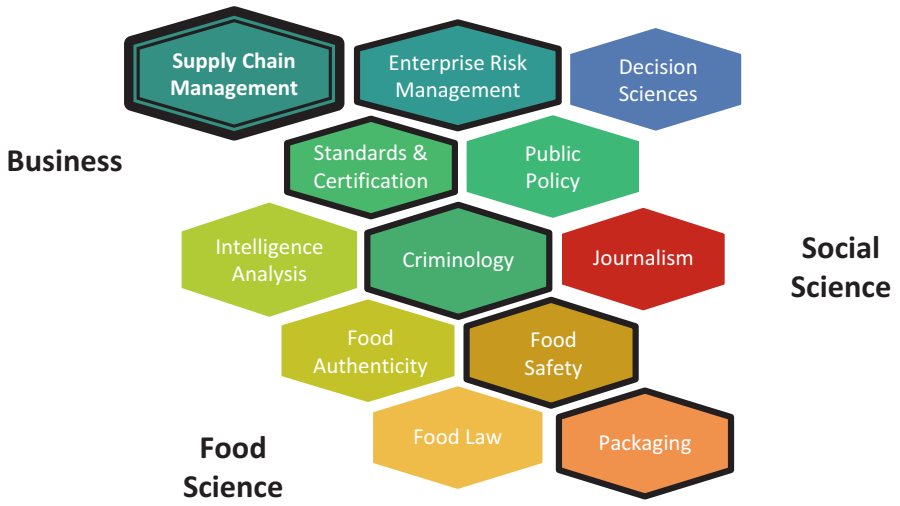 Supply Chain
Management
Enterprise Risk
Management
Decision
Sciences
Business
Standards &
Certification
Public
Policy
Intelligence
Analysis
Criminology
Journalism
Social
Science
Food
Authenticity
Food
Safety
Food Law
Packaging
Food
Science